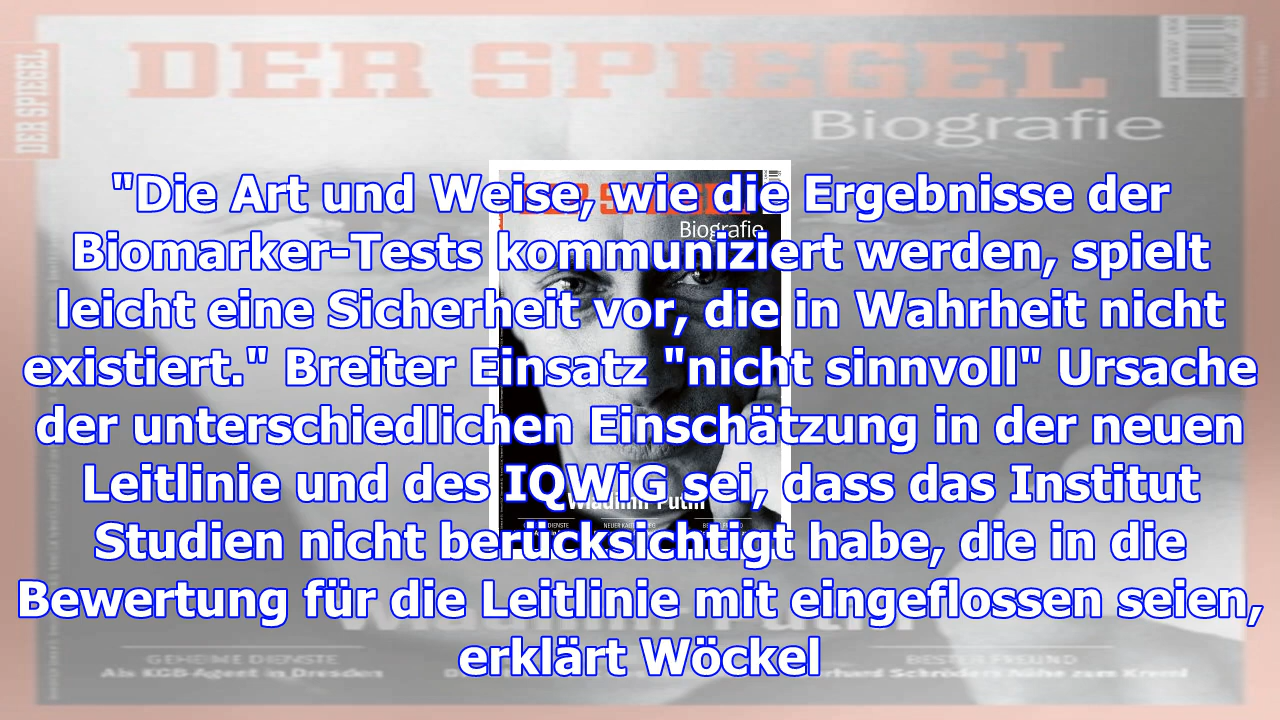 DER SPIEGEL
Biografie
DER SPIEGEL
"Die Art und Weise, wie die Ergebnisse der
Biomarker-Tests kommuniziert werden, spielt
leicht eine Sicherheit vor, die in Wahrheit nicht
existiert." Breiter Einsatz "nicht sinnvoll" Ursache
der unterschiedlichen Einschätzung in der neuen
Leitlinie und des IQWiG sei, dass das Institut
Studien nicht berücksichtigt habe, die in die
Bewertung für die Leitlinie mit eingeflossen seien,
erklärt Wöckel
DER SPIEGEL
Biografie
Wladimir Putin
GEHEIME DIENSTE
Als KGB-Agent in Dresden